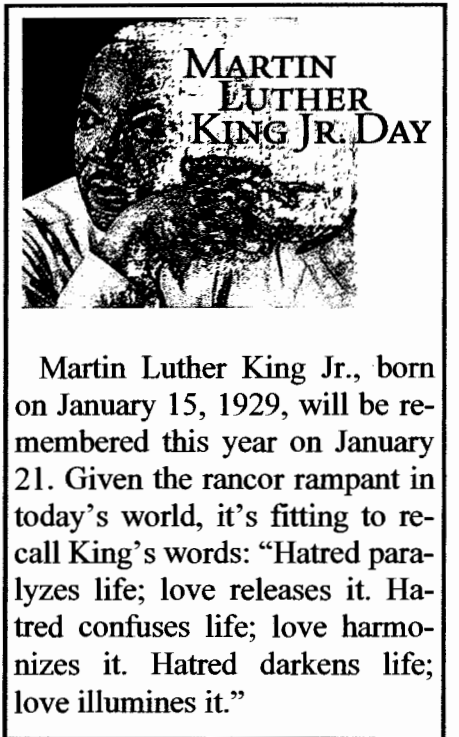 MARTIN
LUTHER
KING JR. DAY
Martin Luther King Jr., born
on January 15, 1929, will be re-
membered this year on January
21. Given the rancor rampant in
today's world, it's fitting to re-
call King's words: "Hatred para-
lyzes life; love releases it. Ha-
tred confuses life; love harmo-
nizes it. Hatred darkens life;
love illumines it."